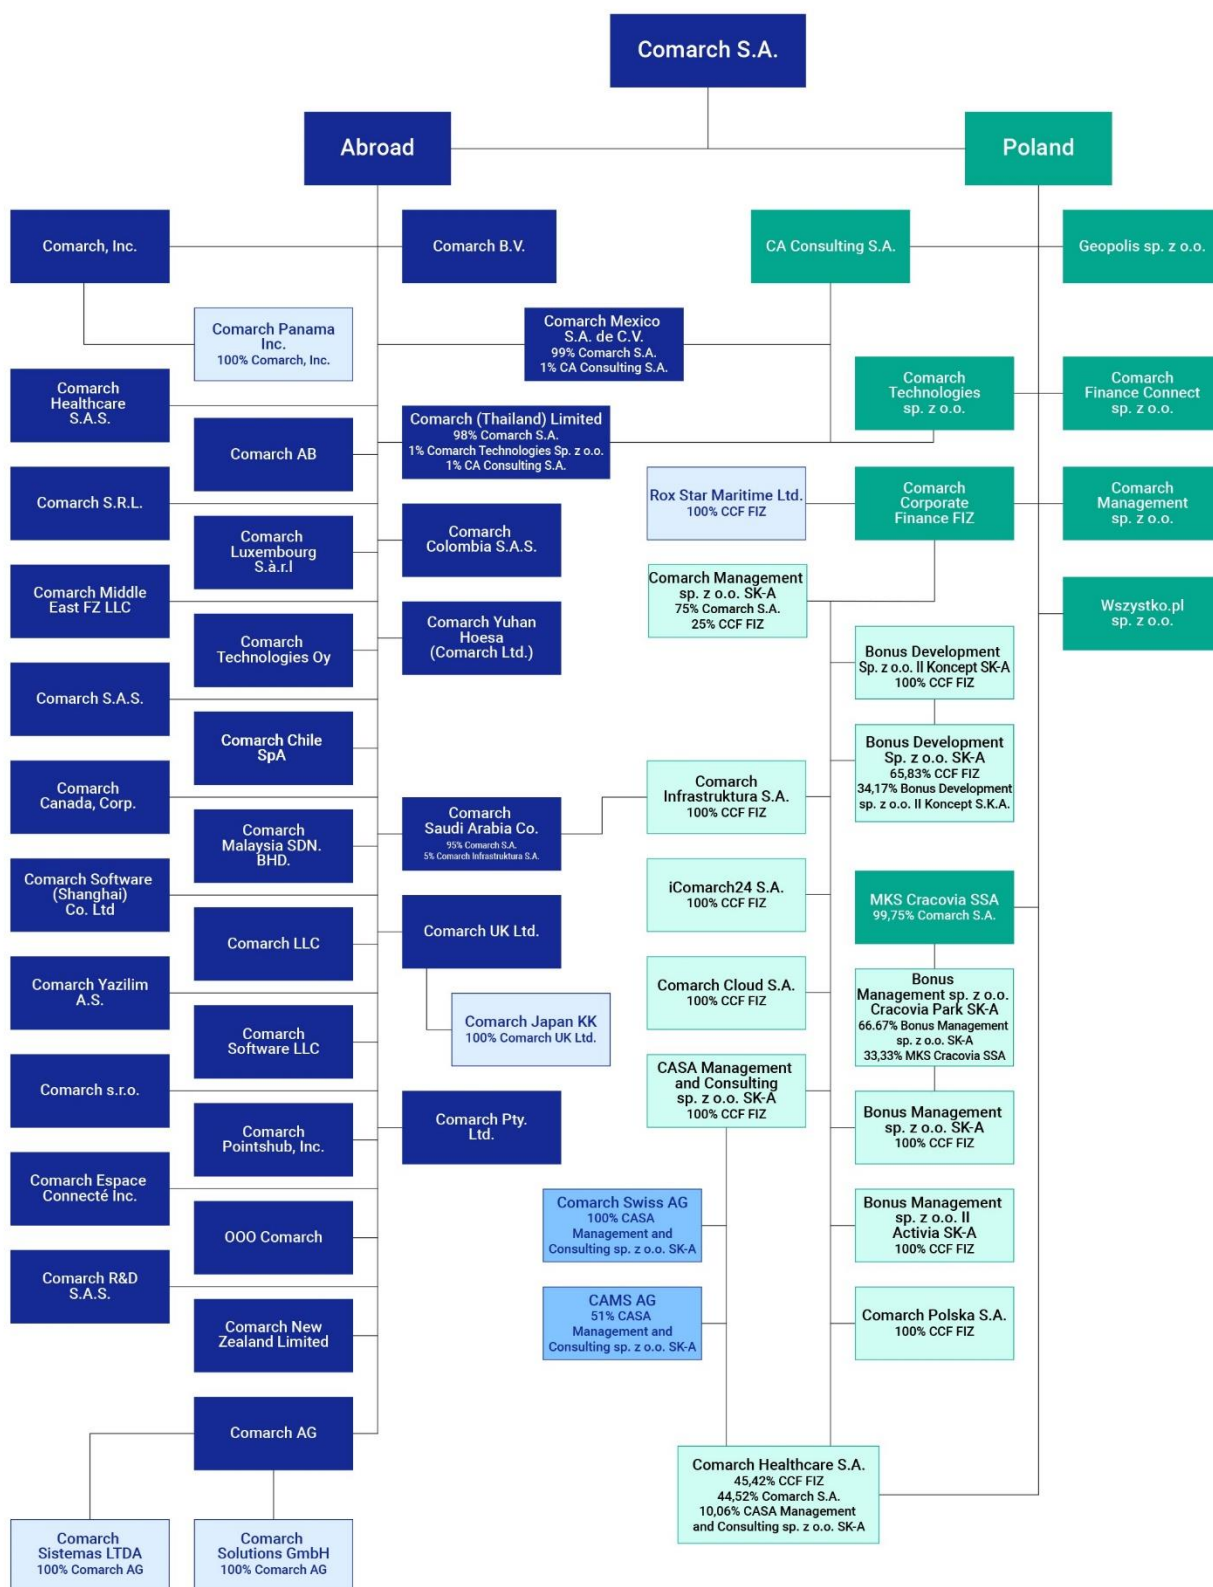 Comarch S.A.
Abroad
Poland
Comarch, Inc.
Comarch B.V.
CA Consulting S.A.
Geopolis sp. z o.o.
Comarch Panama
Inc.
100% Comarch, Inc.
Comarch Mexico
S.A. de C.V.
99% Comarch S.A.
1% CA Consulting S.A.
Comarch
Healthcare
S.A.S.
Comarch
Technologies
sp. z o.o.
Comarch
Finance Connect
sp. z o.o.
Comarch AB
Comarch (Thailand) Limited
98% Comarch S.A.
1% Comarch Technologies Sp. z o.o.
1% CA Consulting S.A.
Comarch S.R.L.
Rox Star Maritime Ltd.
100% CCF FIZ
Comarch
Corporate
Finance FIZ
Comarch
Management
sp. z o.o.
Comarch
Luxembourg
S.à.r.l
Comarch
Colombia S.A.S.
Comarch Middle
East FZ LLC
Comarch Management
sp. z o.o. SK-A
75% Comarch S.A.
25% CCF FIZ
Wszystko.pl
sp. z o.o.
Comarch
Technologies Oy
Comarch Yuhan
Hoesa
(Comarch Ltd.)
Bonus Development
Sp. z o.o. II Koncept SK-A
100% CCF FIZ
Comarch S.A.S.
Comarch Chile
SpA
Bonus Development
Sp. z o.o. SK-A
65,83% CCF FIZ
34,17% Bonus Development
sp. z o.o. II Koncept S.K.A.
Comarch
Canada, Corp.
Comarch
Infrastruktura S.A.
100% CCF FIZ
Comarch
Malaysia SDN.
BHD.
Comarch
Saudi Arabia Co.
95% Comarch S.A.
5% Comarch Infrastruktura S.A.
Comarch Software
(Shanghai)
Co. Ltd
iComarch24 S.A.
100% CCF FIZ
MKS Cracovia SSA
99,75% Comarch S.A.
Comarch LLC
Comarch UK Ltd.
Comarch Yazilim
A.S.
Comarch Cloud S.A.
100% CCF FIZ
Bonus
Management sp. z o.o.
Cracovia Park SK-A
66.67% Bonus Management
sp. z o.o. SK-A
33,33% MKS Cracovia SSA
Comarch
Software LLC
Comarch Japan KK
100% Comarch UK Ltd.
Comarch s.r.o.
CASA Management
and Consulting
sp. z o.o. SK-A
100% CCF FIZ
Comarch
Pointshub, Inc.
Comarch Pty.
Ltd.
Bonus Management
sp. z o.o. SK-A
100% CCF FIZ
Comarch Espace
Connecté Inc.
OOO Comarch
Comarch Swiss AG
100% CASA
Management and
Consulting sp. z o.o. SK-A
Bonus Management
sp. z o.o. II
Activia SK-A
100% CCF FIZ
Comarch R&D
S.A.S.
Comarch New
Zealand Limited
CAMS AG
51% CASA
Management and
Consulting sp. z o.o. SK-A
Comarch Polska S.A.
100% CCF FIZ
Comarch AG
Comarch Healthcare S.A.
45,42% CCF FIZ
44,52% Comarch S.A.
10,06% CASA Management
and Consulting sp. z o.o. SK-A
Comarch
Sistemas LTDA
100% Comarch AG
Comarch
Solutions GmbH
100% Comarch AG